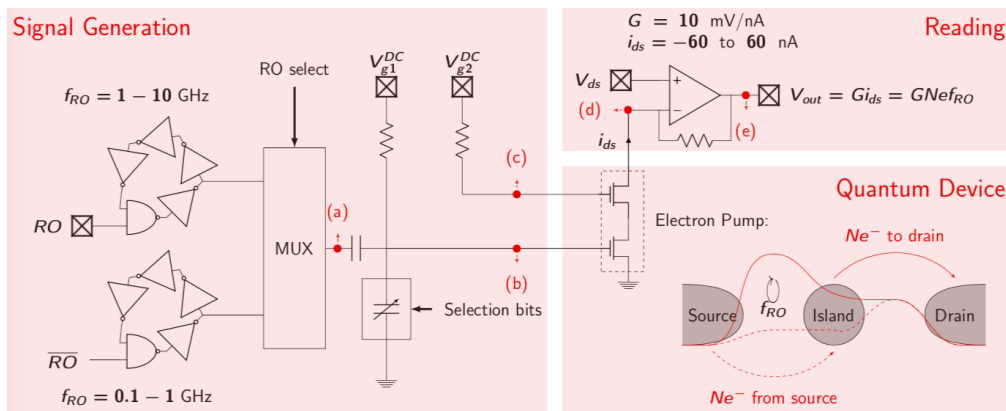 Signal Generation
f_RO = 1 − 10 GHz
RO select
V_g1^DC
V_g2^DC
RO
MUX
(a)
(c)
(b)
Selection bits
R̅O̅
f_RO = 0.1 − 1 GHz
G = 10 mV/nA
i_ds = −60 to 60 nA
Reading
V_ds
+
−
V_out = Gi_ds = GNef_RO
(d)
(e)
i_ds
Quantum Device
Electron Pump:
Ne⁻ to drain
f_RO
Source
Island
Drain
Ne⁻ from source